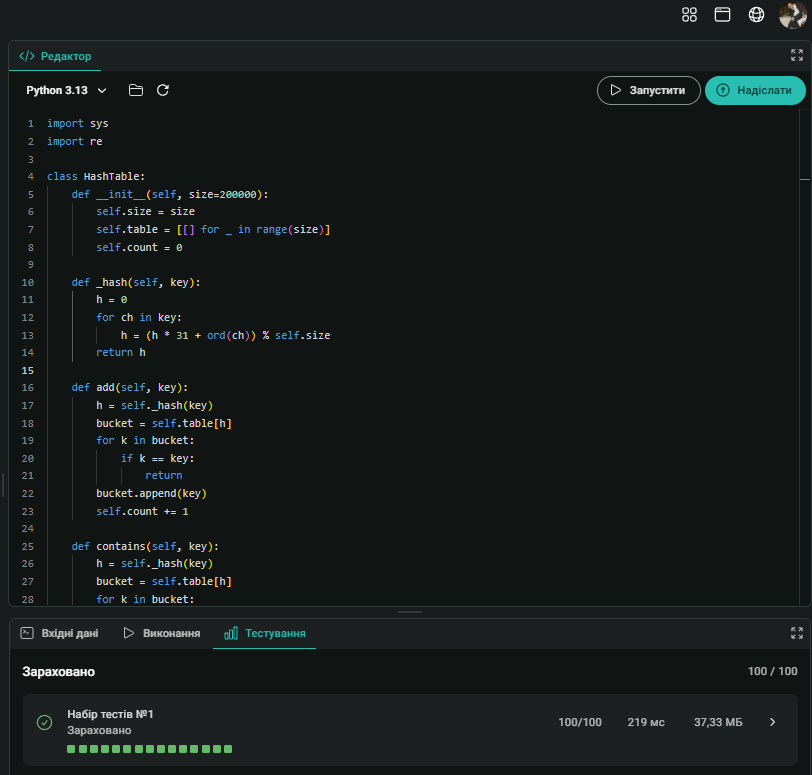 </> Редактор
Python 3.13
Запустити
Надіслати
1 import sys
2 import re
3
4 class HashTable:
5     def __init__(self, size=200000):
6         self.size = size
7         self.table = [[] for _ in range(size)]
8         self.count = 0
9
10     def _hash(self, key):
11         h = 0
12         for ch in key:
13             h = (h * 31 + ord(ch)) % self.size
14         return h
15
16     def add(self, key):
17         h = self._hash(key)
18         bucket = self.table[h]
19         for k in bucket:
20             if k == key:
21                 return
22         bucket.append(key)
23         self.count += 1
24
25     def contains(self, key):
26         h = self._hash(key)
27         bucket = self.table[h]
28         for k in bucket:
Вхідні дані Виконання Тестування
Зараховано 100 / 100
Набір тестів №1
Зараховано
100/100 219 мс 37,33 МБ